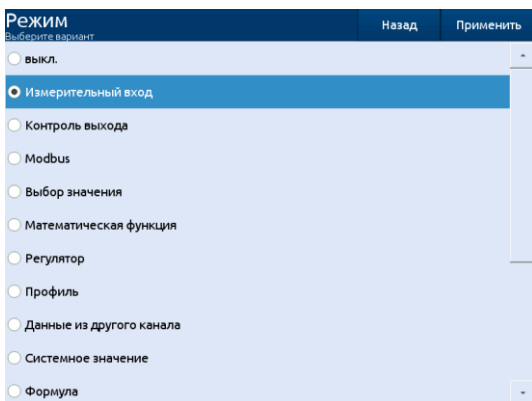 Режим
Выберите вариант
Назад
Применить
выкл.
Измерительный вход
Контроль выхода
Modbus
Выбор значения
Математическая функция
Регулятор
Профиль
Данные из другого канала
Системное значение
Формула